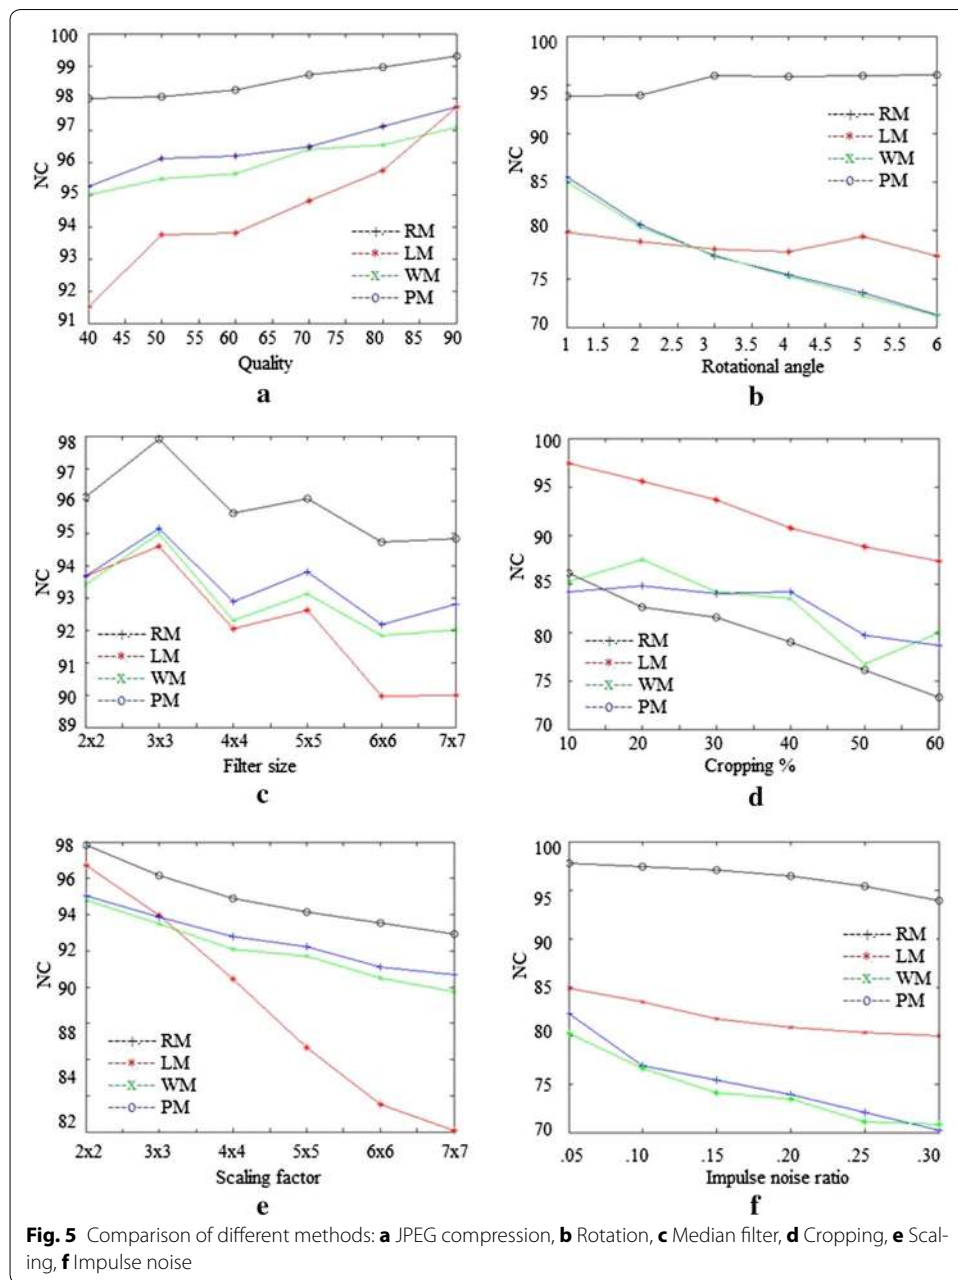 100
99
98
97
96
95
94
93
92
91
NC
RM
LM
WM
PM
40 45 50 55 60 65 70 75 80 85 90
Quality
a
100
95
90
85
80
75
70
NC
RM
LM
WM
PM
1 1.5 2 2.5 3 3.5 4 4.5 5 5.5 6
Rotational angle
b
98
97
96
95
94
93
92
91
90
89
NC
RM
LM
WM
PM
2x2 3x3 4x4 5x5 6x6 7x7
Filter size
c
100
95
90
85
80
75
70
NC
RM
LM
WM
PM
10 20 30 40 50 60
Cropping %
d
98
96
94
92
90
88
84
82
NC
RM
LM
WM
PM
2x2 3x3 4x4 5x5 6x6 7x7
Scaling factor
e
100
95
90
85
80
75
70
NC
RM
LM
WM
PM
.05 .10 .15 .20 .25 .30
Impulse noise ratio
f
Fig. 5 Comparison of different methods: a JPEG compression, b Rotation, c Median filter, d Cropping, e Scal-
ing, f Impulse noise